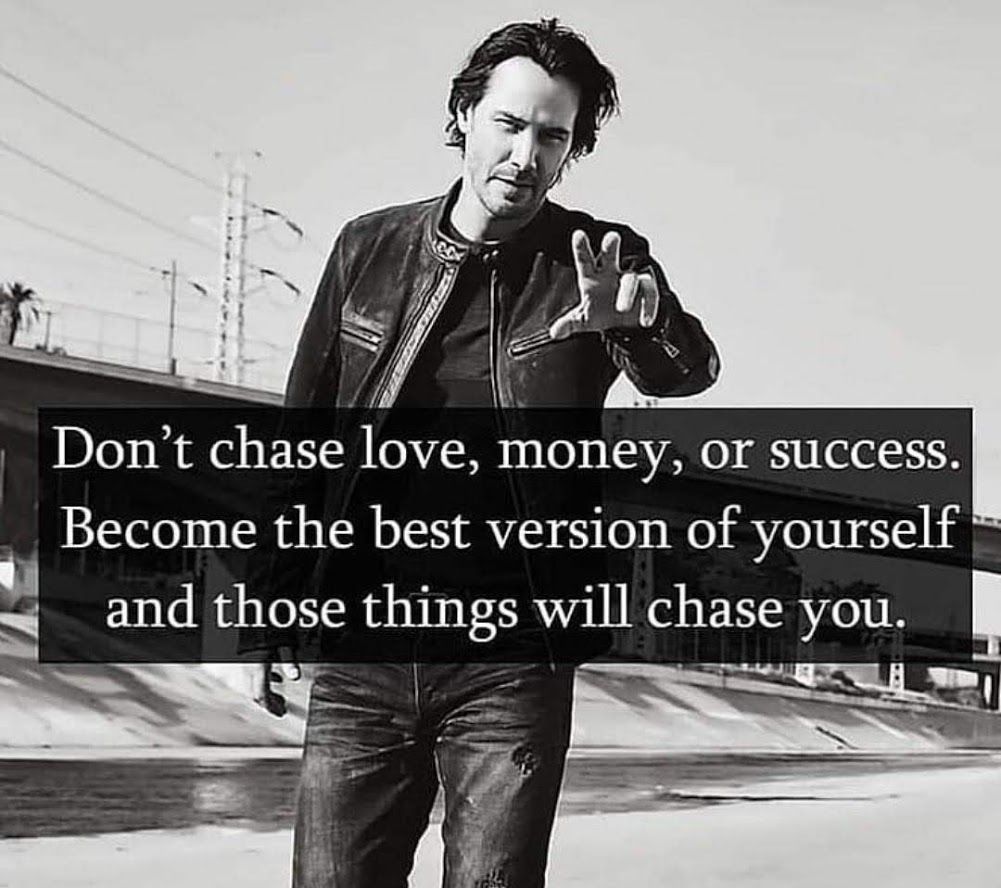 Don't chase love, money, or success.
Become the best version of yourself
and those things will chase you.